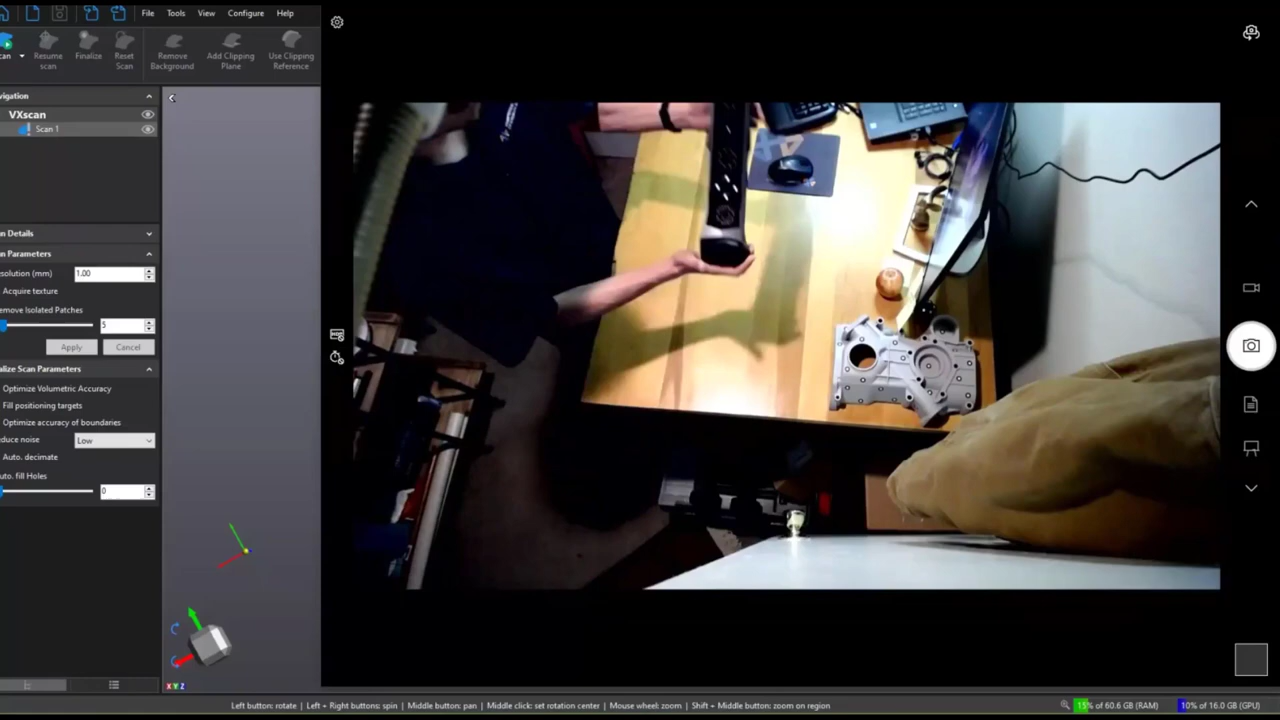 File Tools View Configure Help
can
Resume scan
Finalize
Reset Scan
Remove Background
Add Clipping Plane
Use Clipping Reference
vigation
VXscan
Scan 1
n Details
n Parameters
esolution (mm) 1.00
Acquire texture
emove Isolated Patches
5
Apply Cancel
alize Scan Parameters
Optimize Volumetric Accuracy
Fill positioning targets
Optimize accuracy of boundaries
duce noise Low
Auto. decimate
uto. fill Holes
0
X Y Z
Left button: rotate | Left + Right buttons: spin | Middle button: pan | Middle click: set rotation center | Mouse wheel: zoom | Shift + Middle button: zoom on region
15% of 60.6 GB (RAM) 10% of 16.0 GB (GPU)